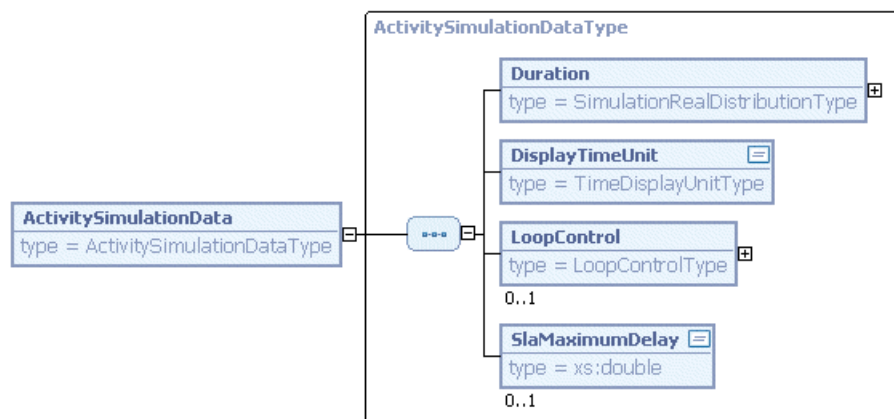 ActivitySimulationDataType
Duration
type = SimulationRealDistributionType
DisplayTimeUnit
type = TimeDisplayUnitType
ActivitySimulationData
type = ActivitySimulationDataType
LoopControl
type = LoopControlType
0..1
SlaMaximumDelay
type = xs:double
0..1